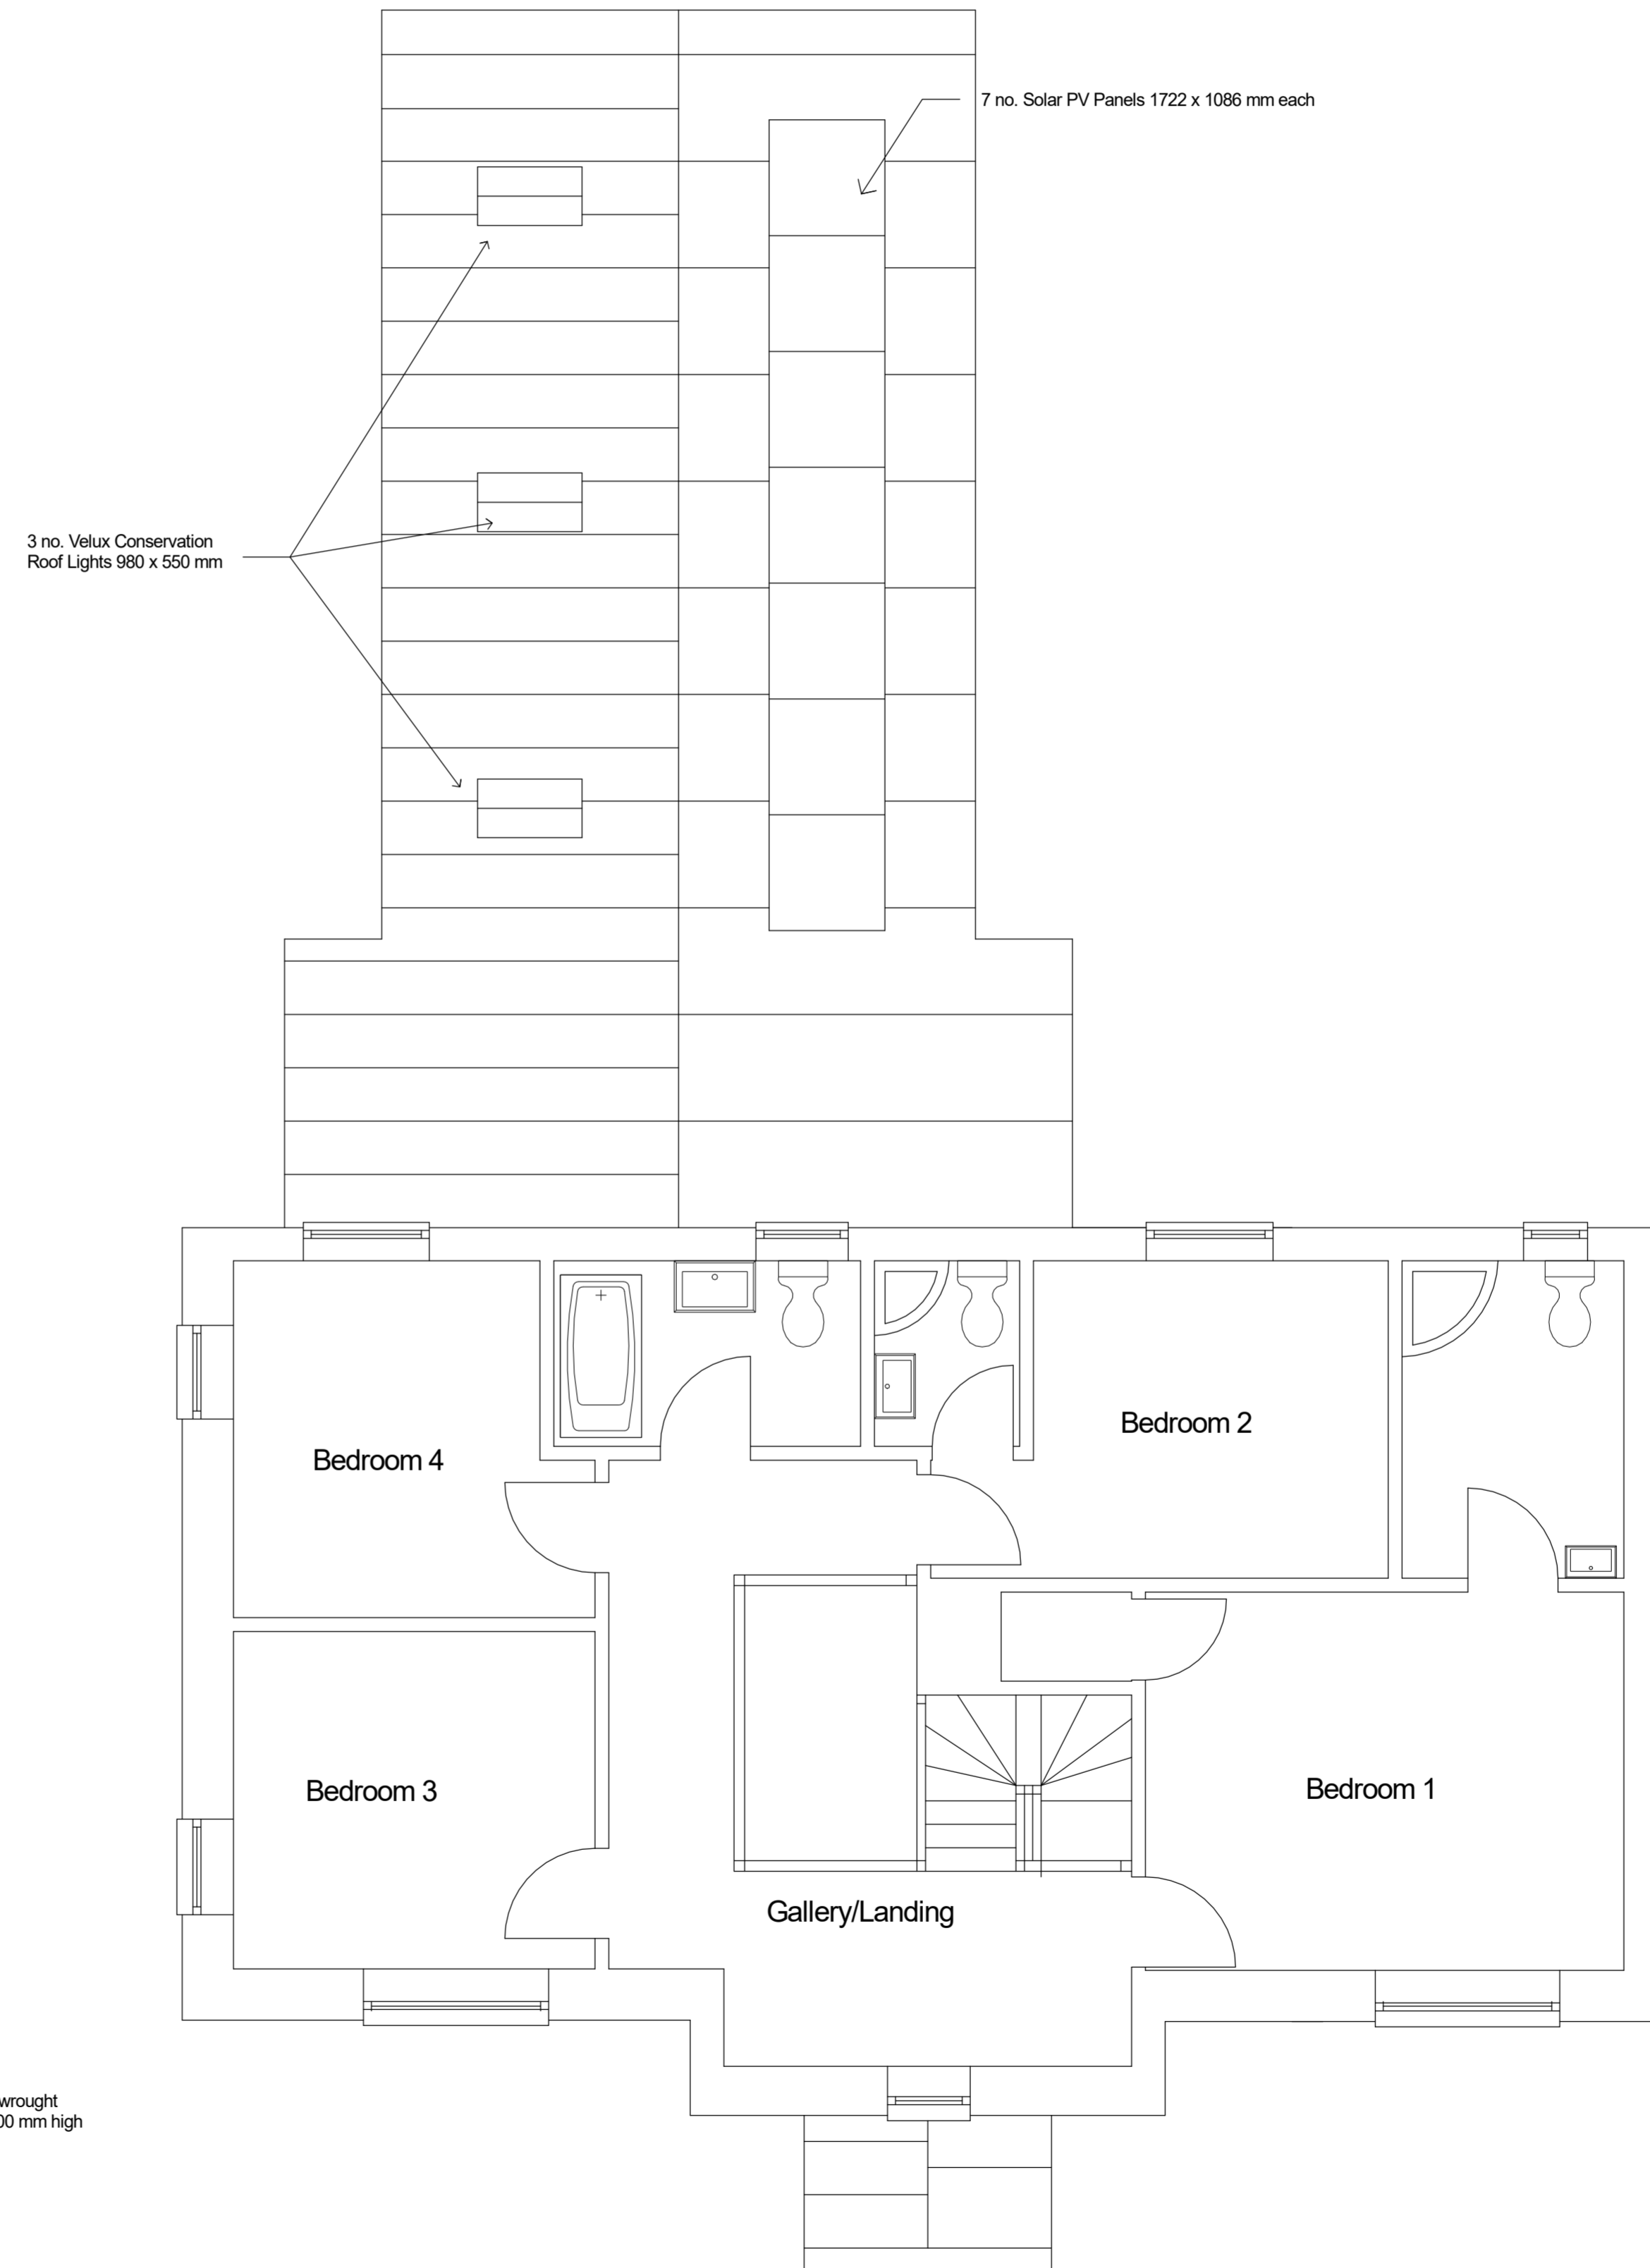 7 no. Solar PV Panels 1722 x 1086 mm each
3 no. Velux Conservation
Roof Lights 980 x 550 mm
Bedroom 2
Bedroom 4
Bedroom 1
Bedroom 3
Gallery/Landing
wrought
00 mm high